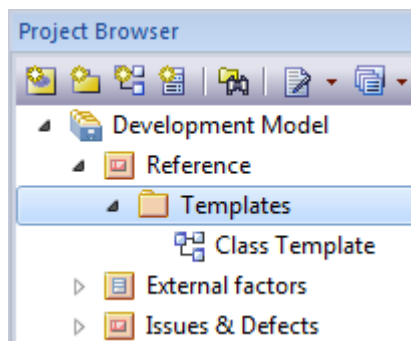 Project Browser
Development Model
Reference
Templates
Class Template
External factors
Issues & Defects